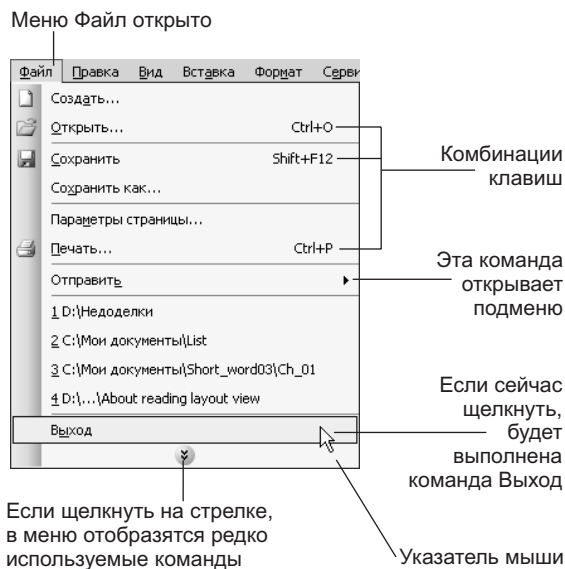 Меню Файл открыто
Файл Правка Вид Вставка Формат Серви
Создать...
Открыть... Ctrl+O
Сохранить Shift+F12
Сохранить как...
Параметры страницы...
Печать... Ctrl+P
Отправить
1 D:\Недоделки
2 C:\Мои документы\List
3 C:\Мои документы\Short_word03\Ch_01
4 D:\...\About reading layout view
Выход
Комбинации
клавиш
Эта команда
открывает
подменю
Если сейчас
щелкнуть,
будет
выполнена
команда Выход
Если щелкнуть на стрелке,
в меню отобразятся редко
используемые команды
Указатель мыши